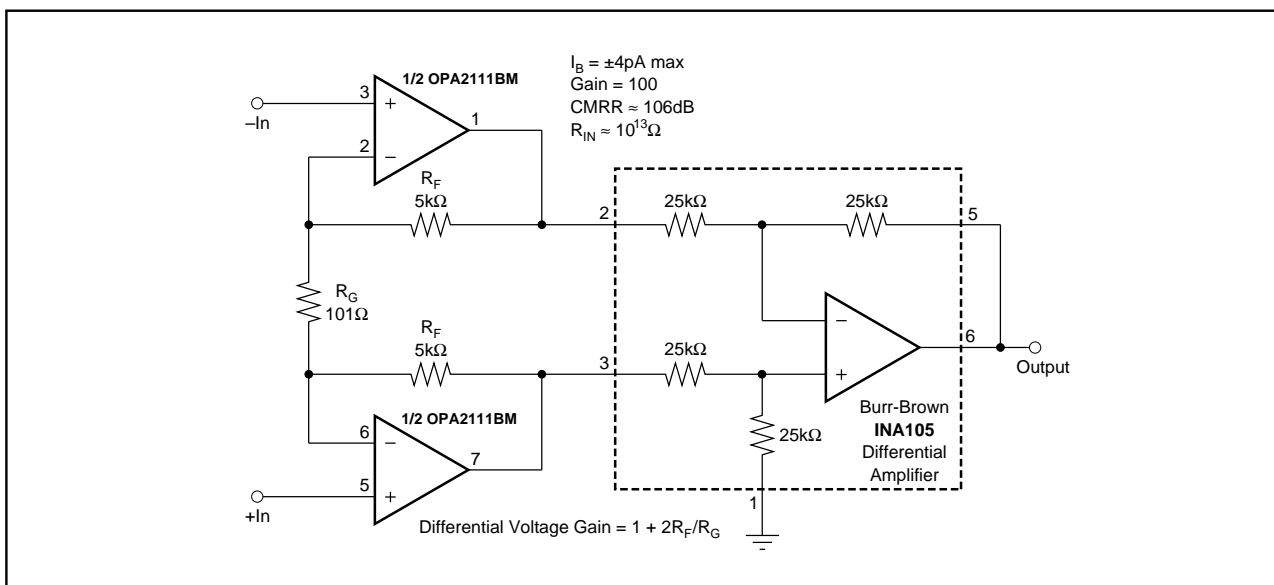 1/2 OPA2111BM
I_B = ±4pA max
Gain = 100
CMRR ≈ 106dB
R_IN ≈ 10^13Ω
3
+
–In
1
2
–
R_F
5kΩ
2
25kΩ
25kΩ
5
R_G
101Ω
–
R_F
5kΩ
3
25kΩ
+
6
Output
1/2 OPA2111BM
25kΩ
Burr-Brown
INA105
Differential
Amplifier
6
–
7
5
+
+In
1
Differential Voltage Gain = 1 + 2R_F/R_G